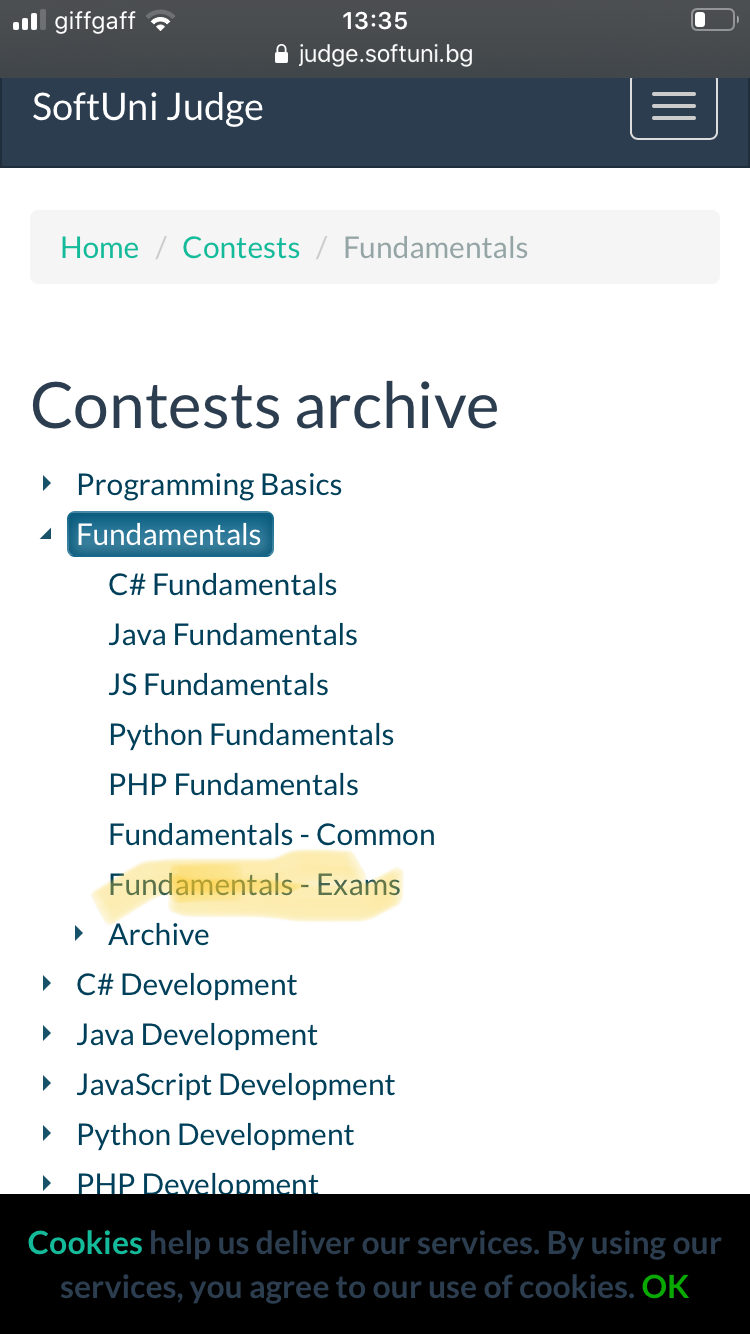 giffgaff 13:35
judge.softuni.bg
SoftUni Judge
Home / Contests / Fundamentals
Contests archive
Programming Basics
Fundamentals
C# Fundamentals
Java Fundamentals
JS Fundamentals
Python Fundamentals
PHP Fundamentals
Fundamentals - Common
Fundamentals - Exams
Archive
C# Development
Java Development
JavaScript Development
Python Development
PHP Development
Cookies help us deliver our services. By using our
services, you agree to our use of cookies. OK